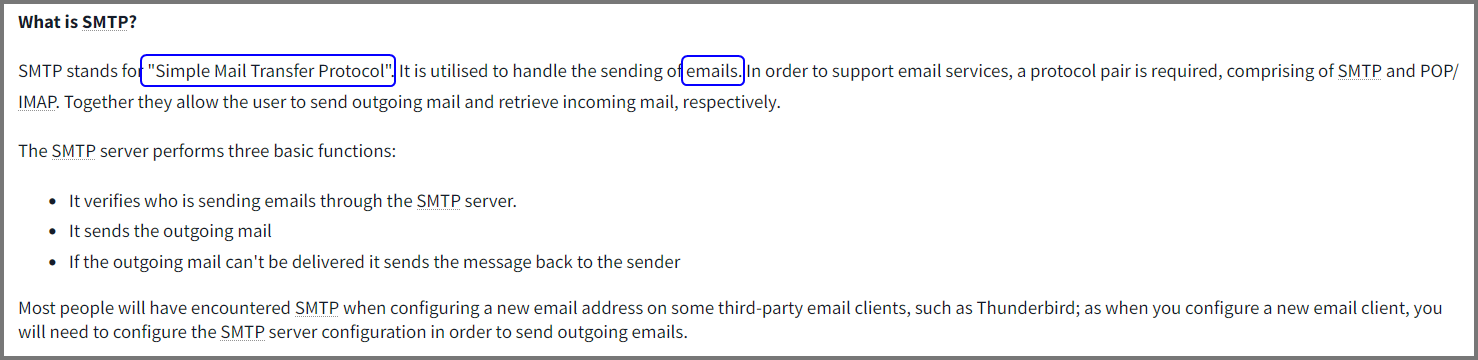 What is SMTP?
SMTP stands for "Simple Mail Transfer Protocol". It is utilised to handle the sending of emails. In order to support email services, a protocol pair is required, comprising of SMTP and POP/
IMAP. Together they allow the user to send outgoing mail and retrieve incoming mail, respectively.
The SMTP server performs three basic functions:
• It verifies who is sending emails through the SMTP server.
• It sends the outgoing mail
• If the outgoing mail can't be delivered it sends the message back to the sender
Most people will have encountered SMTP when configuring a new email address on some third-party email clients, such as Thunderbird; as when you configure a new email client, you
will need to configure the SMTP server configuration in order to send outgoing emails.